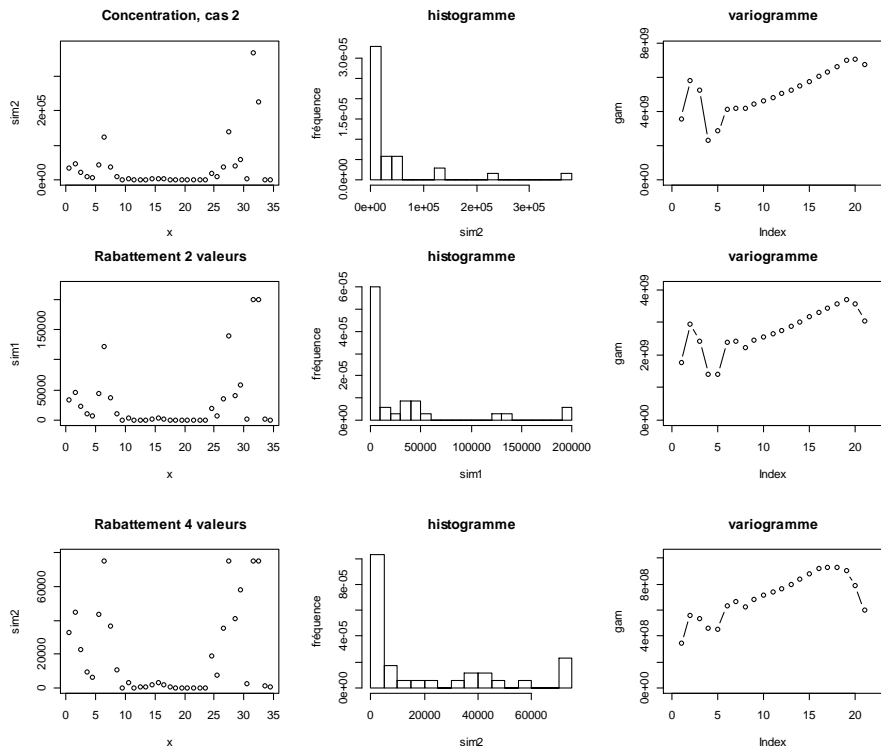 Concentration, cas 2
histogramme
variogramme
sim2
0e+00
2e+05
0
5
10
15
20
25
30
35
x
fréquence
0.0e+00
1.5e-05
3.0e-05
0e+00
1e+05
2e+05
3e+05
sim2
gam
0e+00
4e+09
8e+09
0
5
10
15
20
Index
Rabattement 2 valeurs
histogramme
variogramme
sim1
0
50000
150000
0
5
10
15
20
25
30
35
x
fréquence
0e+00
2e-05
4e-05
6e-05
0
50000
100000
150000
200000
sim1
gam
0e+00
2e+09
4e+09
0
5
10
15
20
Index
Rabattement 4 valeurs
histogramme
variogramme
sim2
0
20000
60000
0
5
10
15
20
25
30
35
x
fréquence
0e+00
4e-05
8e-05
0
20000
40000
60000
sim2
gam
0e+00
4e+08
8e+08
0
5
10
15
20
Index